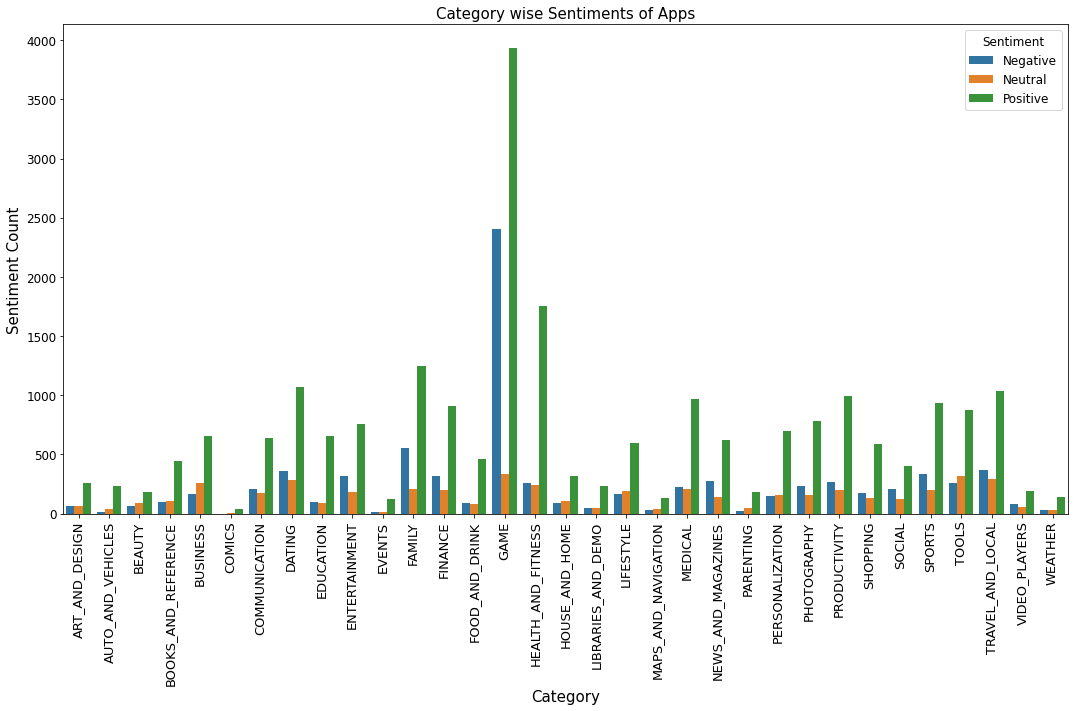 Category wise Sentiments of Apps
Sentiment
Negative
Neutral
Positive
Sentiment Count
4000
3500
3000
2500
2000
1500
1000
500
0
ART_AND_DESIGN
AUTO_AND_VEHICLES
BEAUTY
BOOKS_AND_REFERENCE
BUSINESS
COMICS
COMMUNICATION
DATING
EDUCATION
ENTERTAINMENT
EVENTS
FAMILY
FINANCE
FOOD_AND_DRINK
GAME
HEALTH_AND_FITNESS
HOUSE_AND_HOME
LIBRARIES_AND_DEMO
LIFESTYLE
MAPS_AND_NAVIGATION
MEDICAL
NEWS_AND_MAGAZINES
PARENTING
PERSONALIZATION
PHOTOGRAPHY
PRODUCTIVITY
SHOPPING
SOCIAL
SPORTS
TOOLS
TRAVEL_AND_LOCAL
VIDEO_PLAYERS
WEATHER
Category